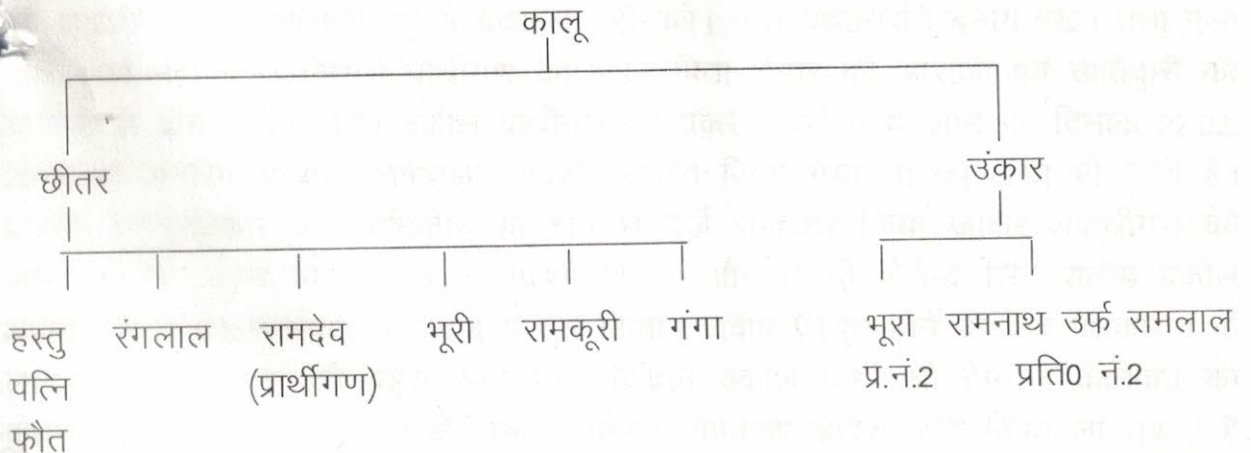 कालू
छीतर उंकार
हस्तु रंगलाल रामदेव भूरी रामकूरी गंगा भूरा रामनाथ उर्फ रामलाल
पत्नि (प्रार्थीगण) प्र.नं.2 प्रति0 नं.2
फौत